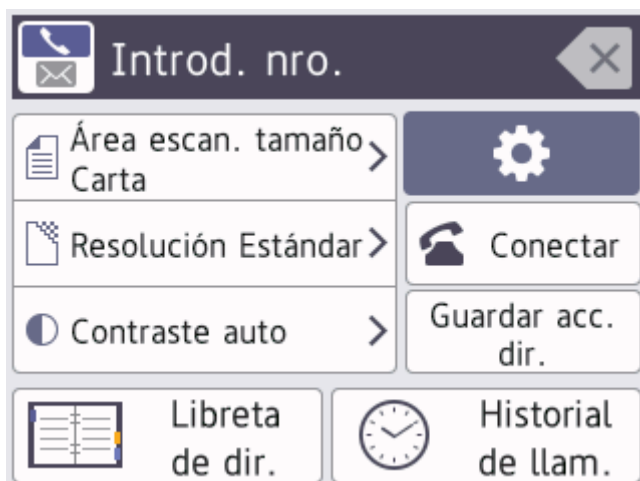 Introd. nro.
Área escan. tamaño
Carta
Resolución Estándar
Contraste auto
Conectar
Guardar acc.
dir.
Libreta
de dir.
Historial
de llam.